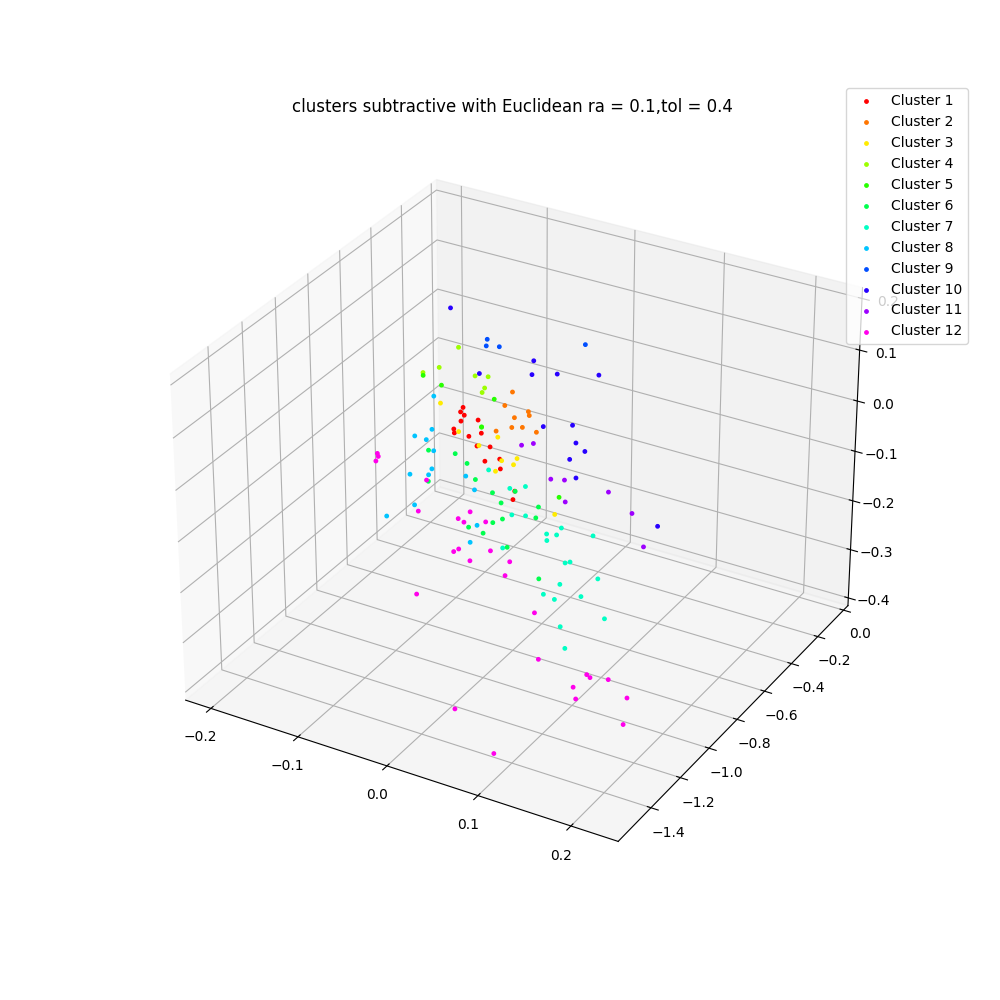 clusters subtractive with Euclidean ra = 0.1,tol = 0.4
Cluster 1
Cluster 2
Cluster 3
Cluster 4
Cluster 5
Cluster 6
Cluster 7
Cluster 8
Cluster 9
Cluster 10
Cluster 11
Cluster 12
0.2
0.1
0.0
−0.1
−0.2
−0.3
−0.4
0.0
−0.2
−0.4
−0.6
−0.8
−1.0
−1.2
−1.4
−0.2
−0.1
0.0
0.1
0.2